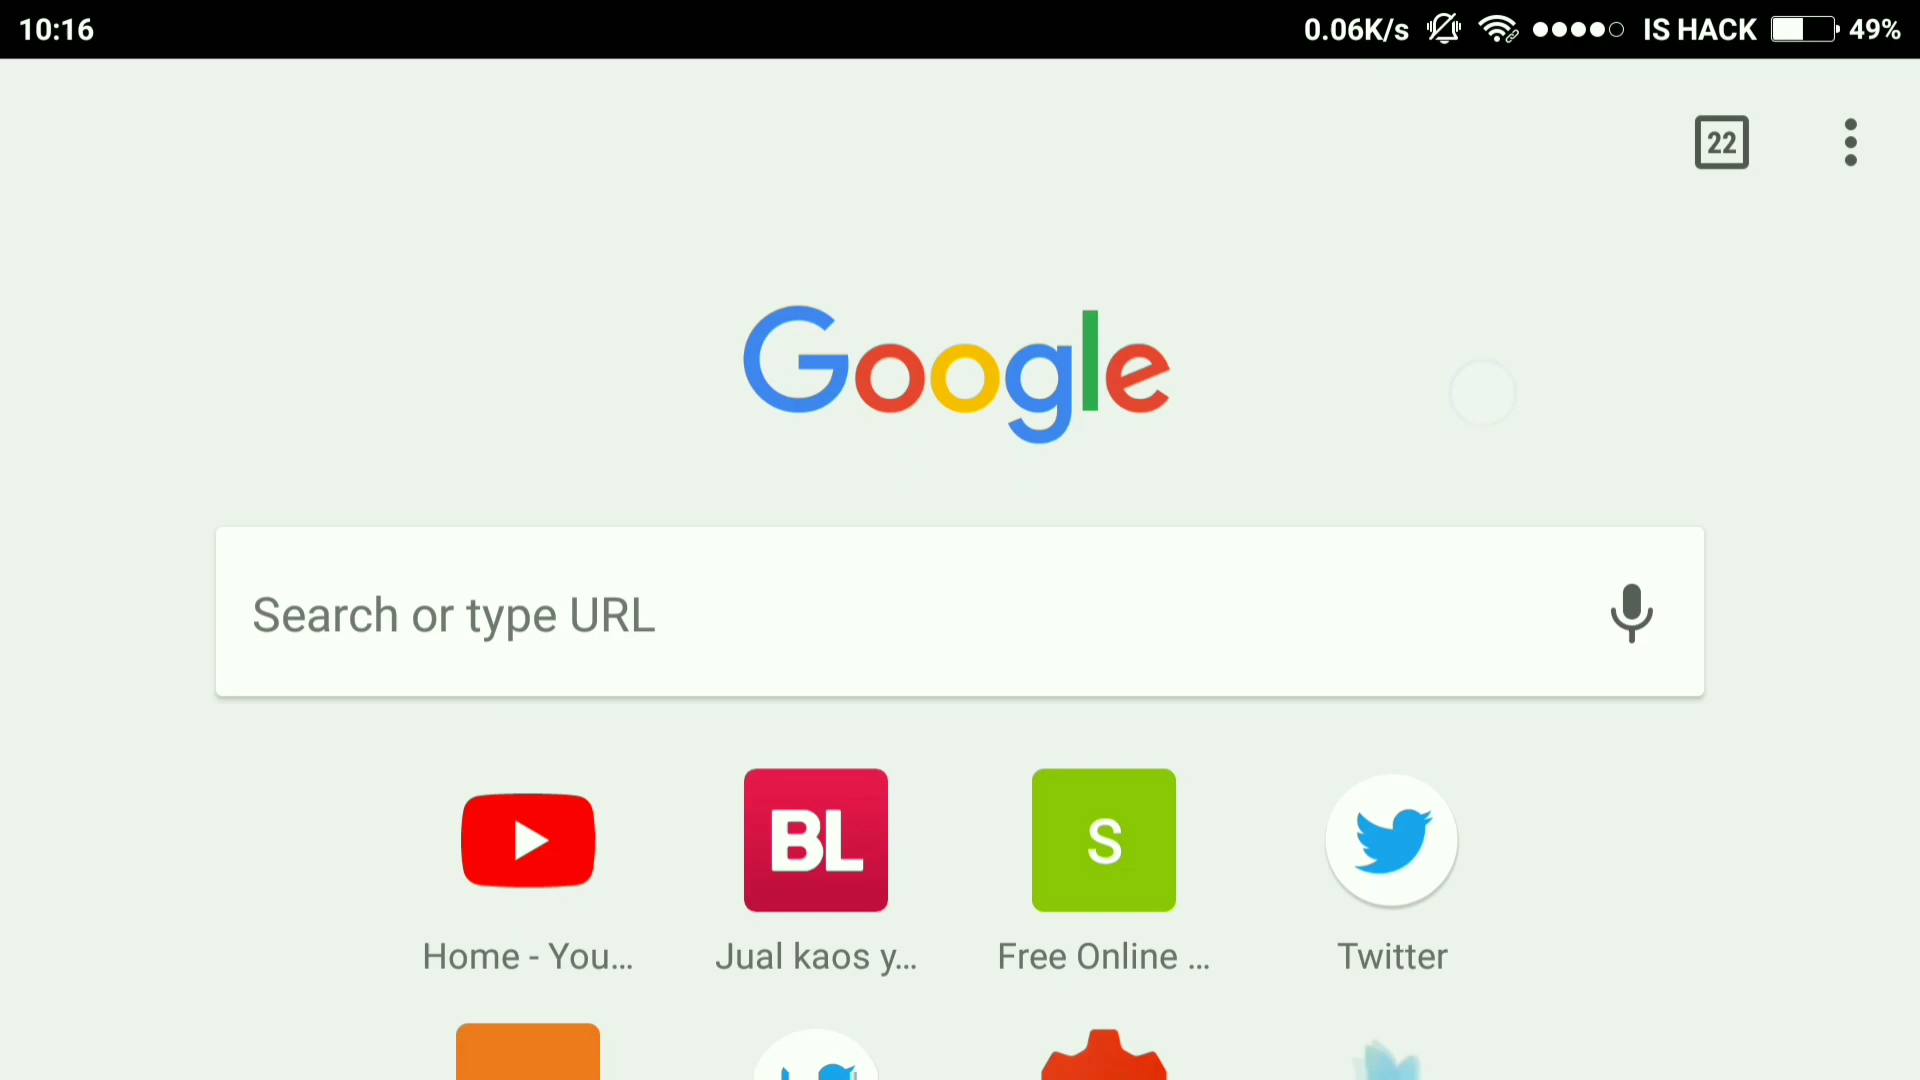 10:16 0.06K/s IS HACK 49%
22
Google
Search or type URL
BL S
Home - You... Jual kaos y... Free Online ... Twitter